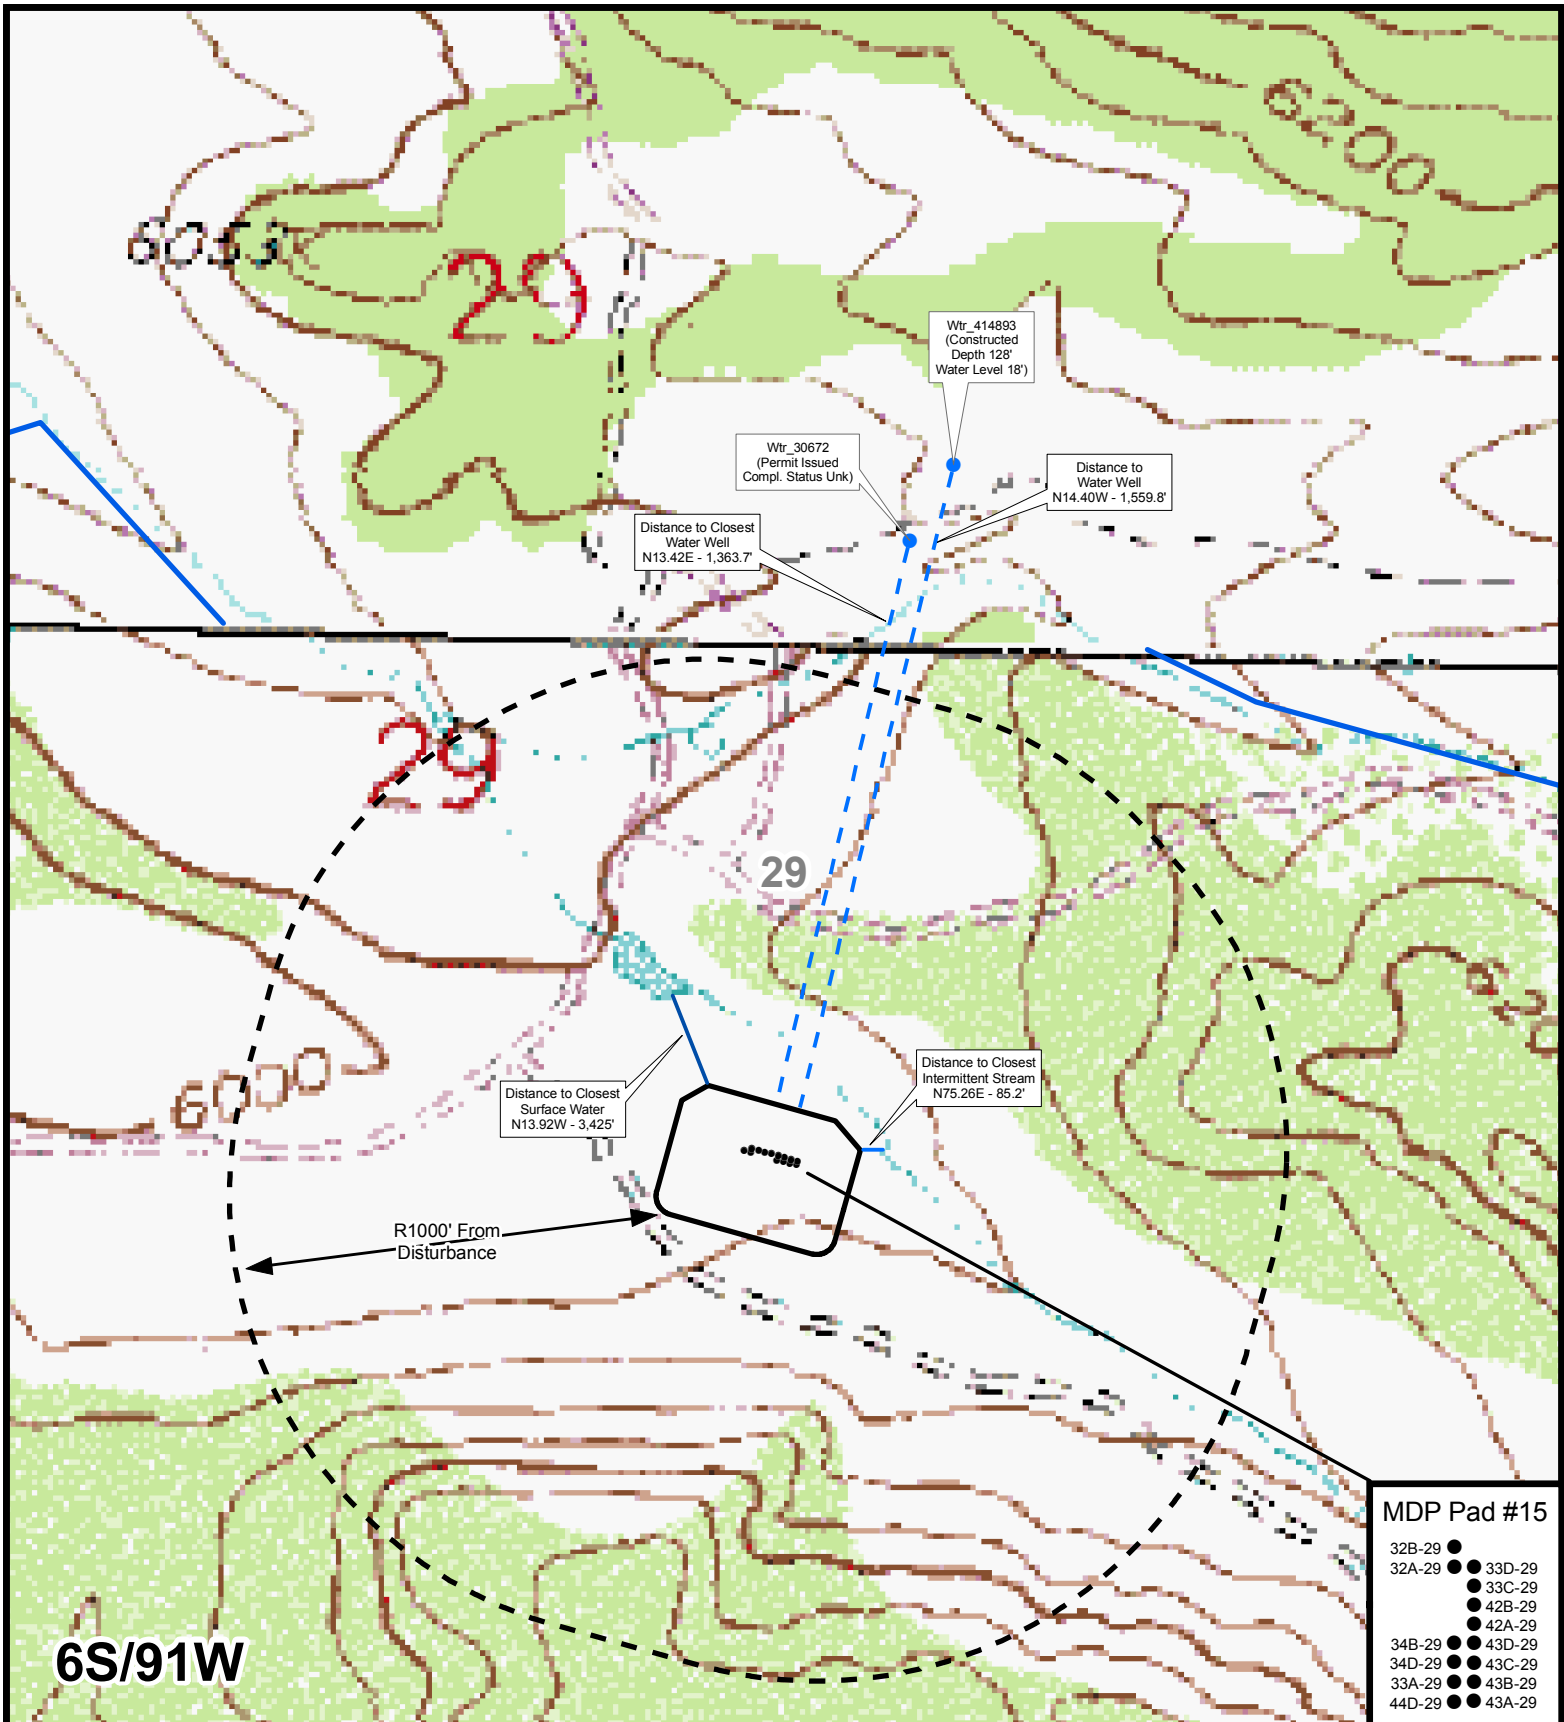 6200
6053
29
Wtr_414893
(Constructed
Depth 128'
Water Level 18')
Wtr_30672
(Permit Issued
Compl. Status Unk)
Distance to
Water Well
N14.40W - 1,559.8'
Distance to Closest
Water Well
N13.42E - 1,363.7'
29
29
Distance to Closest
Intermittent Stream
N75.26E - 85.2'
6000
Distance to Closest
Surface Water
N13.92W - 3,425'
R1000' From
Disturbance
MDP Pad #15
32B-29
32A-29 33D-29
33C-29
42B-29
42A-29
34B-29 43D-29
34D-29 43C-29
33A-29 43B-29
44D-29 43A-29
6S/91W